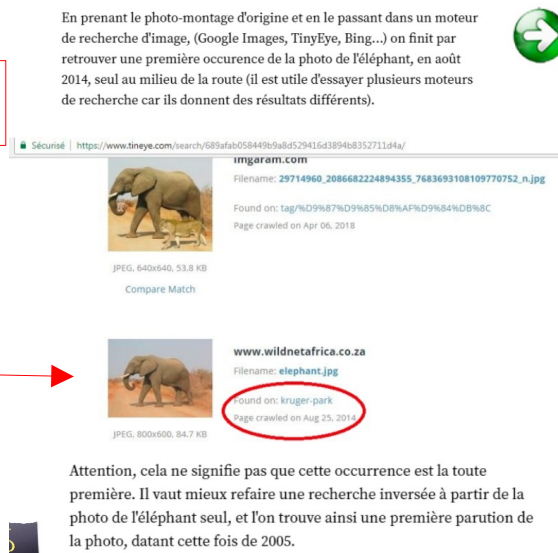 En prenant le photo-montage d'origine et en le passant dans un moteur
de recherche d'image, (Google Images, TinyEye, Bing...) on finit par
retrouver une première occurence de la photo de l'éléphant, en août
2014, seul au milieu de la route (il est utile d'essayer plusieurs moteurs
de recherche car ils donnent des résultats différents).
Sécurisé | https://www.tineye.com/search/689afab058449b9a8d529416d3894b8352711d4a/
imgaram.com
Filename: 29714960_2086682224894355_7683693108109770752_n.jpg
Found on: tag/%D9%87%D9%85%D8%AF%D9%84%DB%8C
Page crawled on Apr 06, 2018
JPEG, 640x640, 53.8 KB
Compare Match
www.wildnetafrica.co.za
Filename: elephant.jpg
Found on: kruger-park
Page crawled on Aug 25, 2014
JPEG, 800x600, 84.7 KB
Attention, cela ne signifie pas que cette occurrence est la toute
première. Il vaut mieux refaire une recherche inversée à partir de la
photo de l'éléphant seul, et l'on trouve ainsi une première parution de
la photo, datant cette fois de 2005.